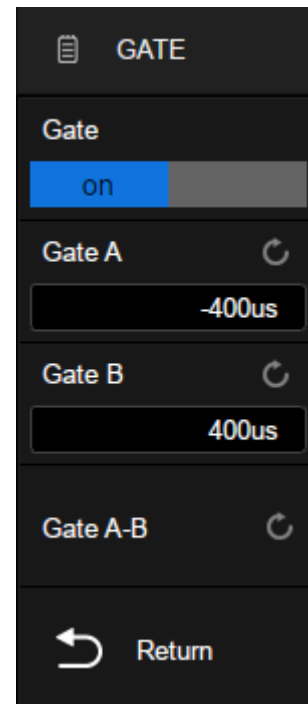 GATE
Gate
on
Gate A
-400us
Gate B
400us
Gate A-B
Return